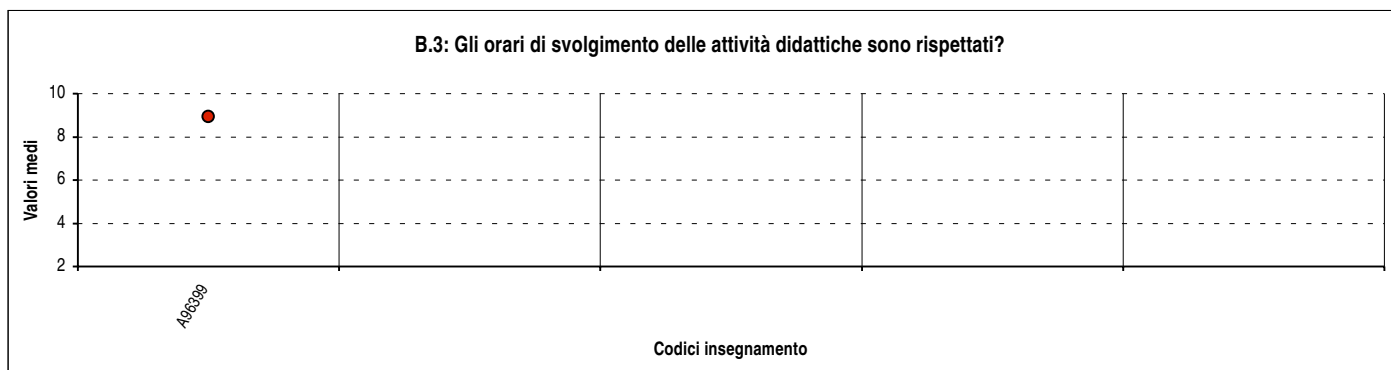 B.3: Gli orari di svolgimento delle attività didattiche sono rispettati?
Valori medi
10
8
6
4
2
A96399
Codici insegnamento